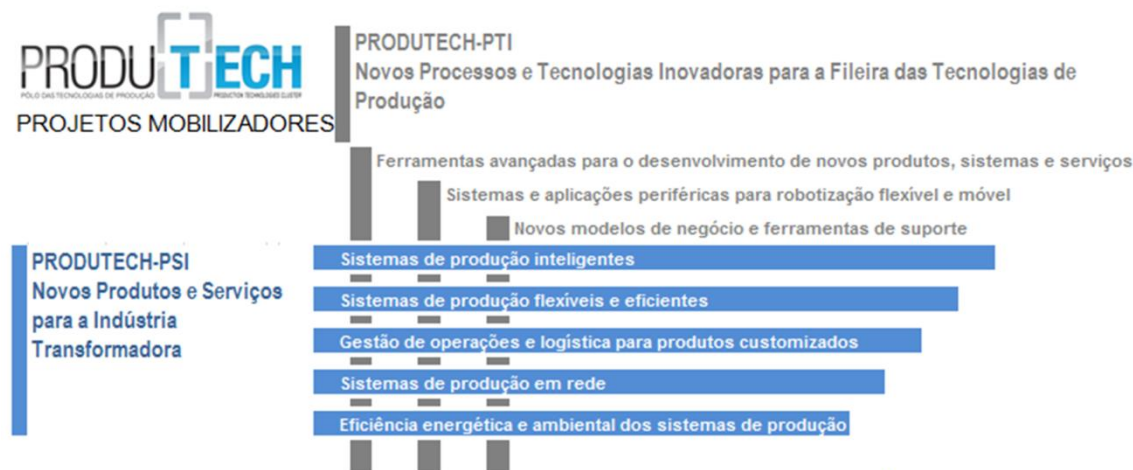 PRODUTECH
PÓLO DAS TECNOLOGIAS DE PRODUÇÃO PRODUCTION TECHNOLOGIES CLUSTER
PROJETOS MOBILIZADORES
PRODUTECH-PTI
Novos Processos e Tecnologias Inovadoras para a Fileira das Tecnologias de
Produção
Ferramentas avançadas para o desenvolvimento de novos produtos, sistemas e serviços
Sistemas e aplicações periféricas para robotização flexível e móvel
Novos modelos de negócio e ferramentas de suporte
PRODUTECH-PSI
Novos Produtos e Serviços
para a Indústria
Transformadora
Sistemas de produção inteligentes
Sistemas de produção flexíveis e eficientes
Gestão de operações e logística para produtos customizados
Sistemas de produção em rede
Eficiência energética e ambiental dos sistemas de produção